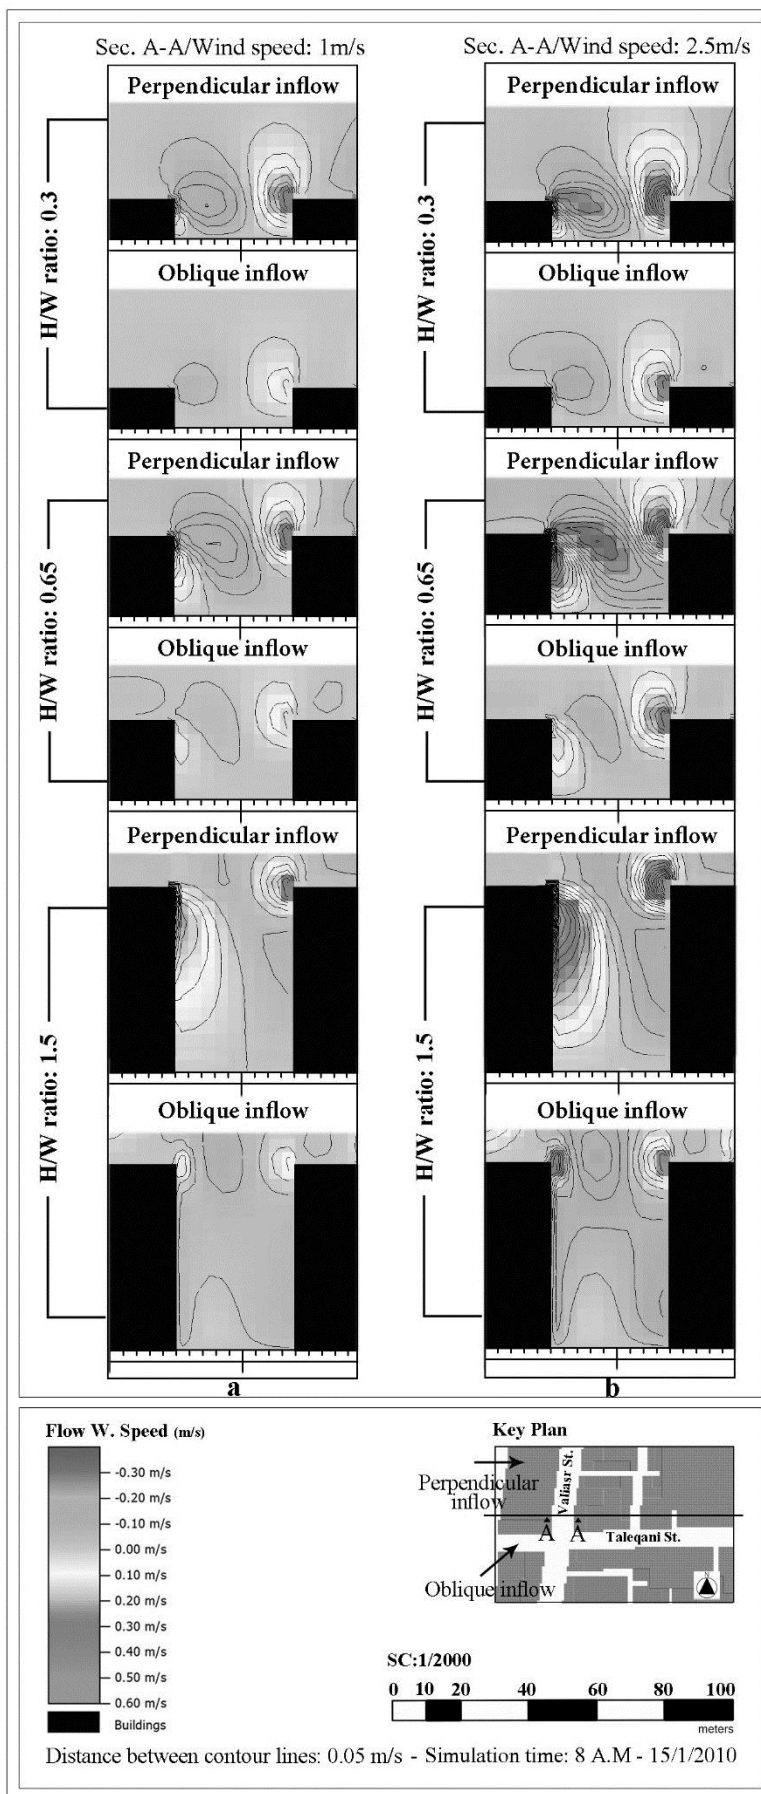 Sec. A-A/Wind speed: 1m/s
Sec. A-A/Wind speed: 2.5m/s
Perpendicular inflow
Perpendicular inflow
H/W ratio: 0.3
H/W ratio: 0.3
Oblique inflow
Oblique inflow
Perpendicular inflow
Perpendicular inflow
H/W ratio: 0.65
H/W ratio: 0.65
Oblique inflow
Oblique inflow
Perpendicular inflow
Perpendicular inflow
H/W ratio: 1.5
H/W ratio: 1.5
Oblique inflow
Oblique inflow
a
b
Flow W. Speed (m/s)
-0.30 m/s
-0.20 m/s
-0.10 m/s
0.00 m/s
0.10 m/s
0.20 m/s
0.30 m/s
0.40 m/s
0.50 m/s
0.60 m/s
Buildings
Key Plan
Perpendicular
inflow
Valiasr St.
A A
Taleqani St.
Oblique inflow
N
SC:1/2000
0 10 20 40 60 80 100
meters
Distance between contour lines: 0.05 m/s - Simulation time: 8 A.M - 15/1/2010